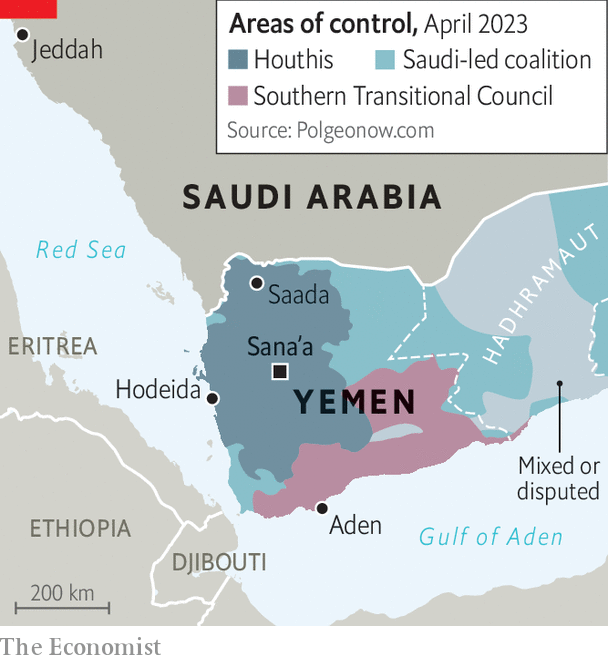 Areas of control, April 2023
Houthis
Saudi-led coalition
Southern Transitional Council
Source: Polgeonow.com
Jeddah
SAUDI ARABIA
Red Sea
HADHRAMAUT
Saada
ERITREA
Sana’a
Hodeida
YEMEN
Mixed or
disputed
Aden
ETHIOPIA
Gulf of Aden
DJIBOUTI
200 km
The Economist